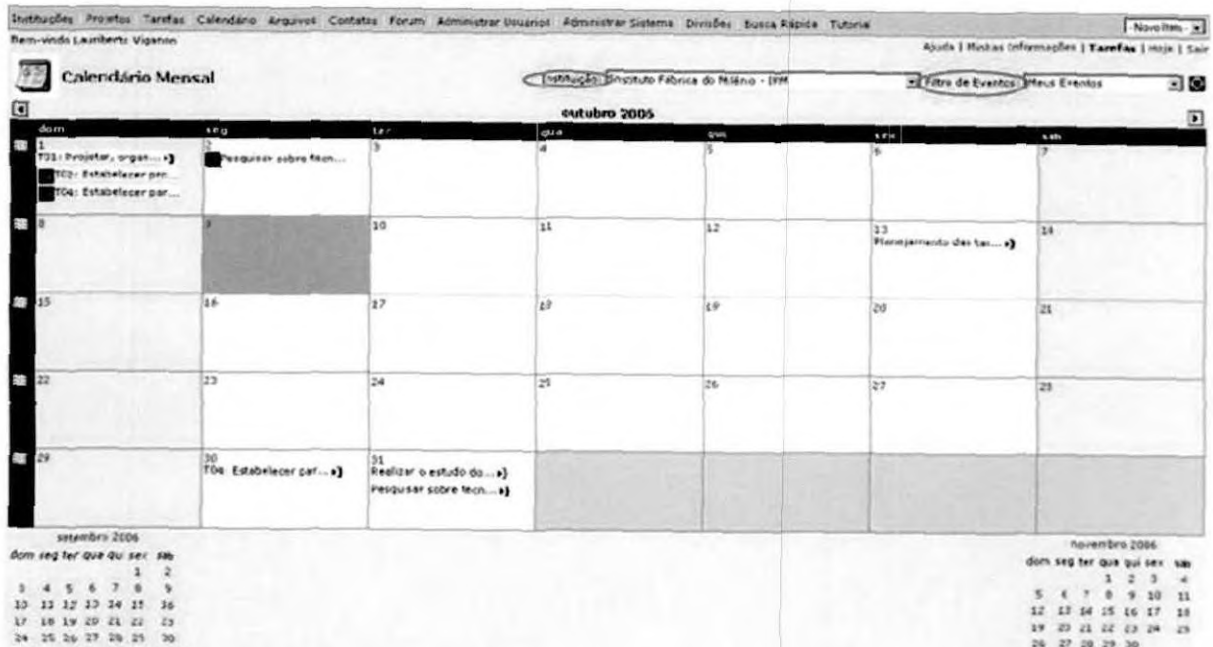 Instituições Projetos Tarefas Calendário Arquivos Contatos Forum Administrar Usuários Administrar Sistema Divisões Busca Rápida Tutorial - Novo Item -
Bem-vindo Lauriberto Viganon
Ajuda | Minhas Informações | Tarefas | Hoje | Sair
Calendário Mensal
Instituição: Instituto Fábrica do Milênio - IFM Filtro de Eventos: Meus Eventos
outubro 2006
dom seg ter qua qui sex sab
1 2 3 4 5 6 7
T01: Projetar, organ... Pesquisar sobre técn...
T02: Estabelecer pro...
T04: Estabelecer par...
8 9 10 11 12 13 14
Planejamento das tar...
15 16 17 18 19 20 21
22 23 24 25 26 27 28
29 30 31
T04: Estabelecer par... Realizar o estudo do...
Pesquisar sobre técn...
setembro 2006
dom seg ter qua qui sex sab
1 2
3 4 5 6 7 8 9
10 11 12 13 14 15 16
17 18 19 20 21 22 23
24 25 26 27 28 29 30
novembro 2006
dom seg ter qua qui sex sab
1 2 3 4
5 6 7 8 9 10 11
12 13 14 15 16 17 18
19 20 21 22 23 24 25
26 27 28 29 30